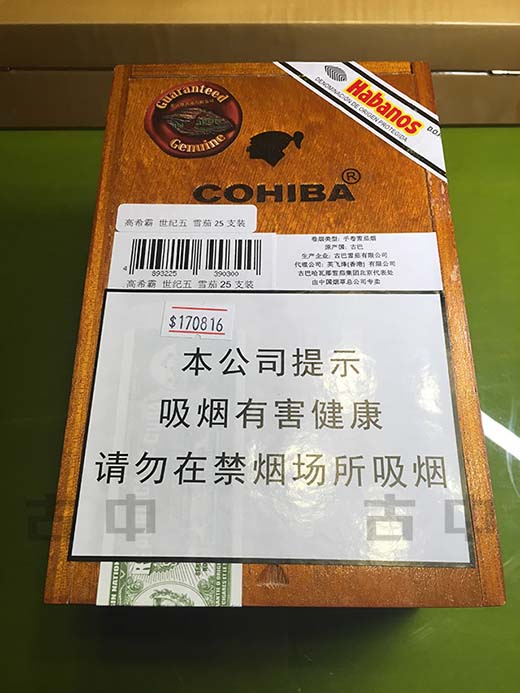 Guaranteed
Genuine
Habanos
DENOMINACIÓN DE ORIGEN PROTEGIDA
D.O.P.
COHIBA®
高希霸 世纪五 雪茄 25 支装
4 893225 390300
高希霸 世纪五 雪茄 25 支装
卷烟类型：手卷雪茄烟
原产国：古巴
生产企业：古巴雪茄有限公司
代理公司：英飞烽(香港) 有限公司
古巴哈瓦那雪茄集团北京代表处
由中国烟草总公司专卖
$170816
本公司提示
吸烟有害健康
请勿在禁烟场所吸烟
古中
古中